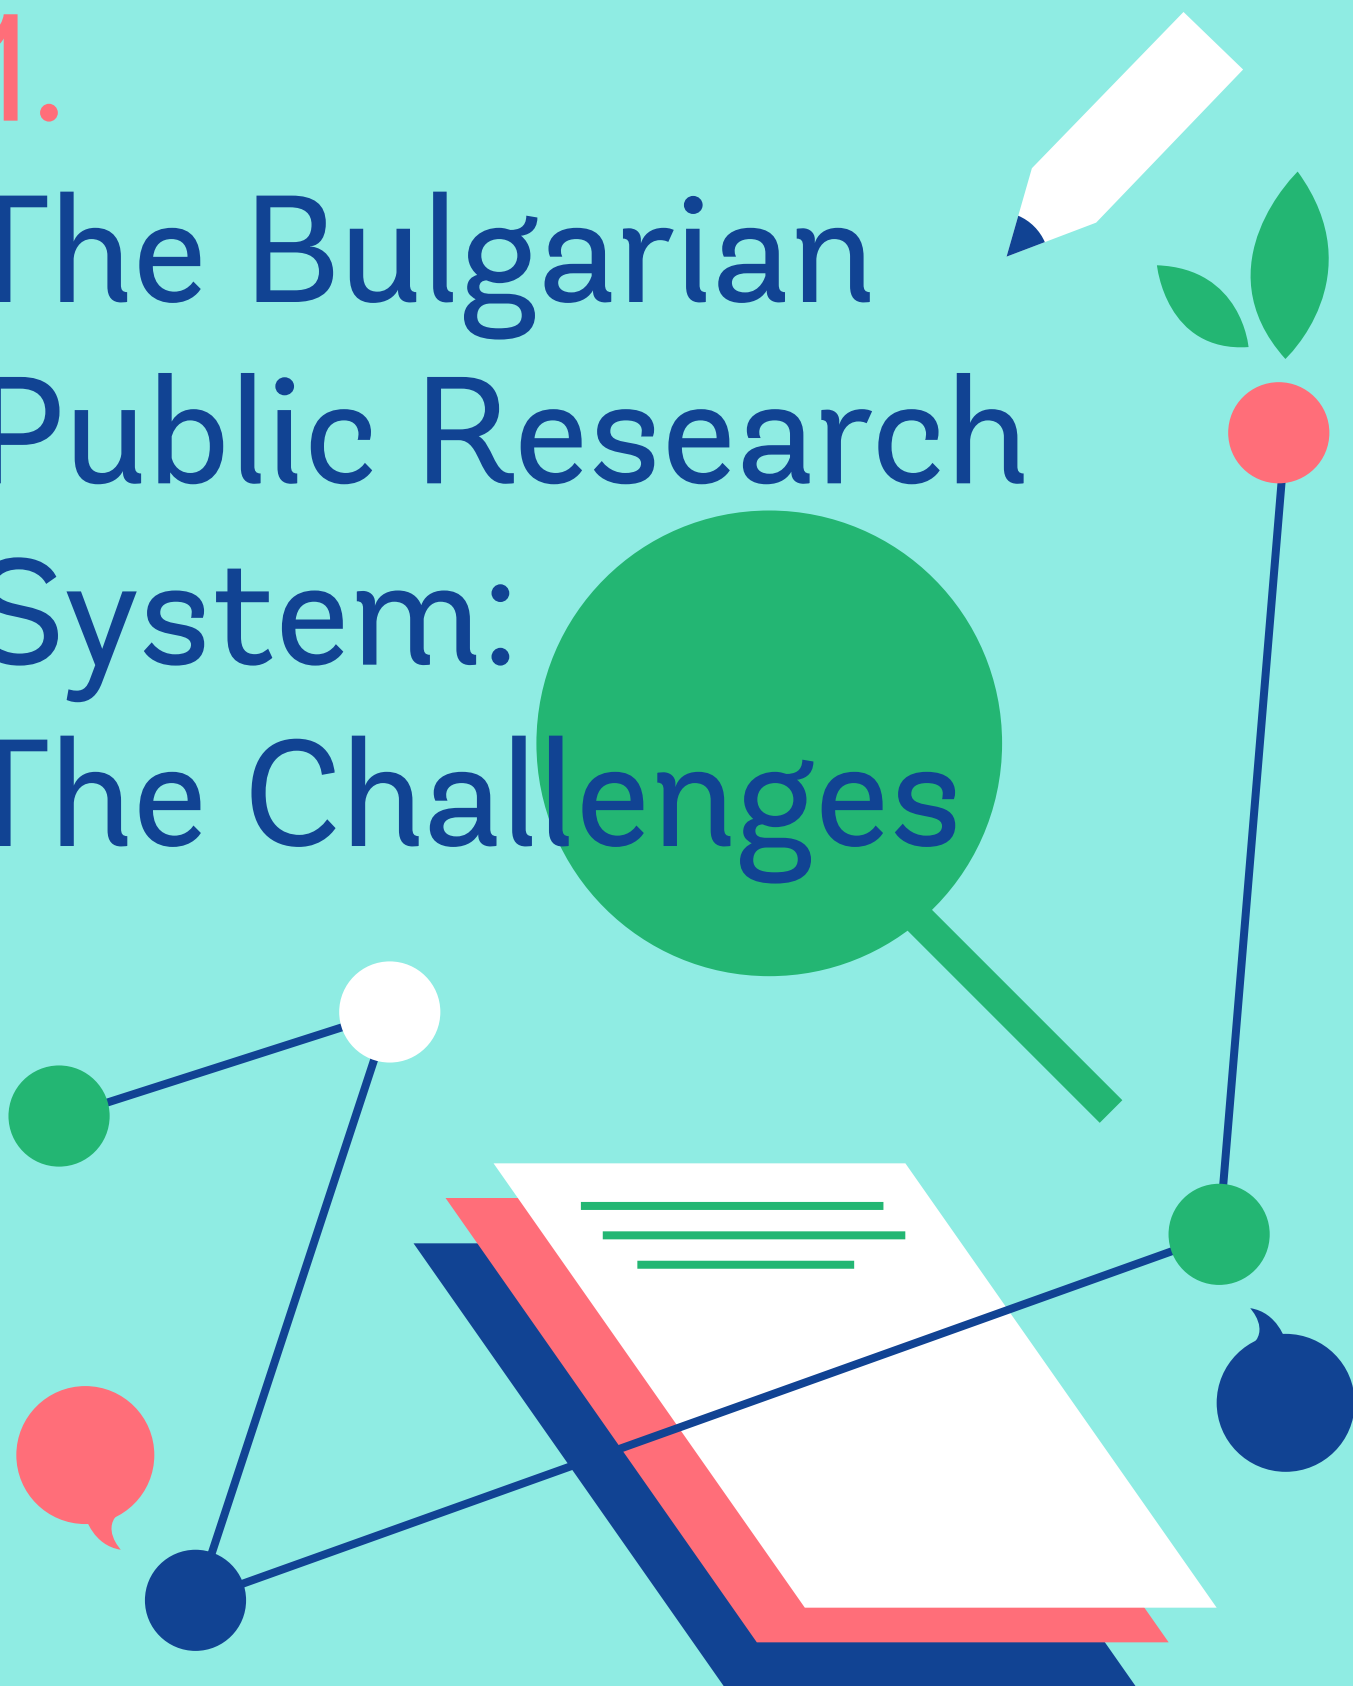 1.
The Bulgarian
Public Research
System:
The Challenges